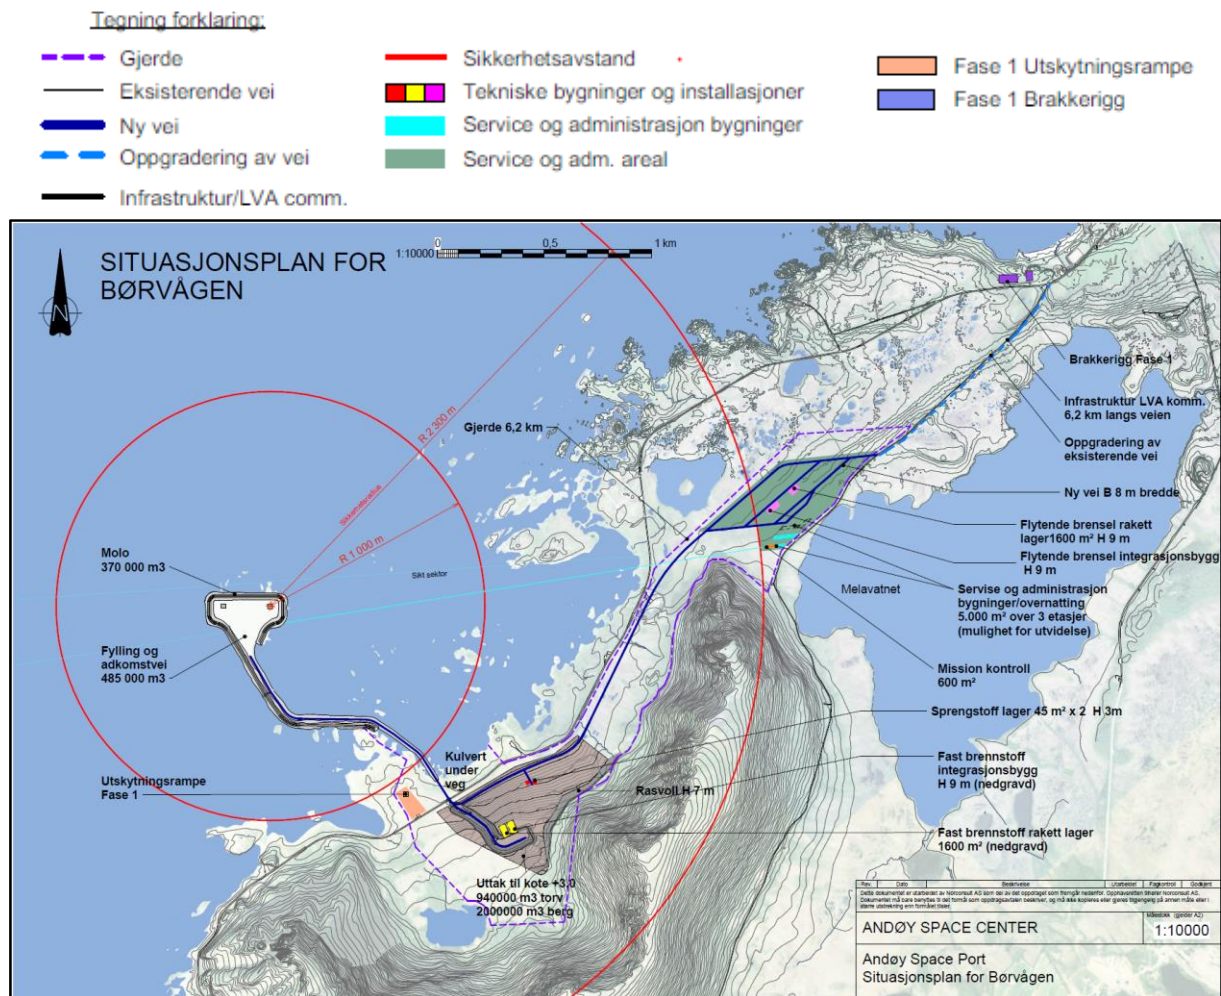 Tegning forklaring:
Gjerde
Eksisterende vei
Ny vei
Oppgradering av vei
Infrastruktur/LVA comm.
Sikkerhetsavstand
Tekniske bygninger og installasjoner
Service og administrasjon bygninger
Service og adm. areal
Fase 1 Utskytningsrampe
Fase 1 Brakkerigg
SITUASJONSPLAN FOR
BØRVÅGEN
N
1:10000
0
0,5
1 km
R 2 300 m
R 1 000 m
Sikt sektor
Gjerde 6,2 km
Molo
370 000 m3
Fylling og
adkomstvei
485 000 m3
Utskytningsrampe
Fase 1
Kulvert
under
veg
Rasvoll H 7 m
Uttak til kote +3.0
940000 m3 torv
2000000 m3 berg
Brakkerigg Fase 1
Infrastruktur LVA komm.
6,2 km langs veien
Oppgradering av
eksisterende vei
Ny vei B 8 m bredde
Flytende brensel rakett
lager1600 m² H 9 m
Flytende brensel integrasjonsbygg
H 9 m
Melavatnet
Servise og administrasjon
bygninger/overnatting
5.000 m² over 3 etasjer
(mulighet for utvidelse)
Mission kontroll
600 m²
Sprengstoff lager 45 m² x 2 H 3m
Fast brennstoff
integrasjonsbygg
H 9 m (nedgravd)
Fast brennstoff rakett lager
1600 m² (nedgravd)
Rev. Dato Beskrivelse Utarbeidet Fagkontroll Godkjent
ANDØY SPACE CENTER
1:10000
Andøy Space Port
Situasjonsplan for Børvågen